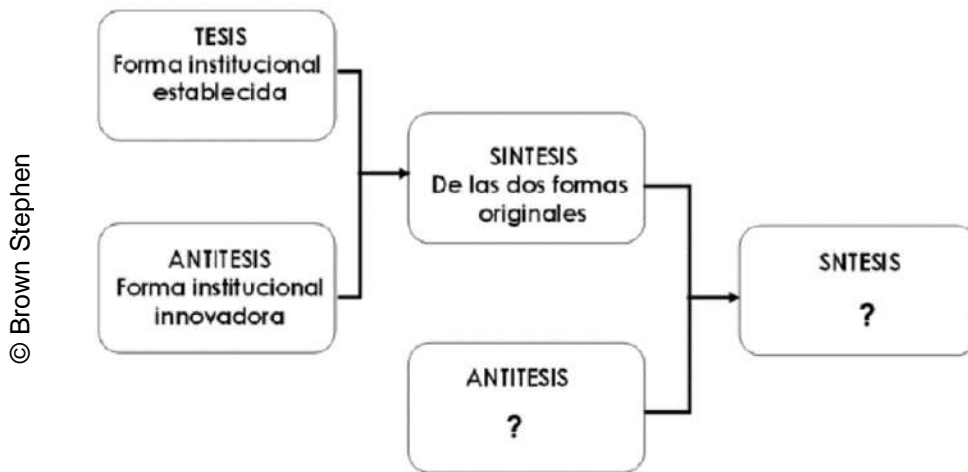 TESIS
Forma institucional
establecida
ANTITESIS
Forma institucional
innovadora
SINTESIS
De las dos formas
originales
ANTITESIS
?
SNTESIS
?
© Brown Stephen